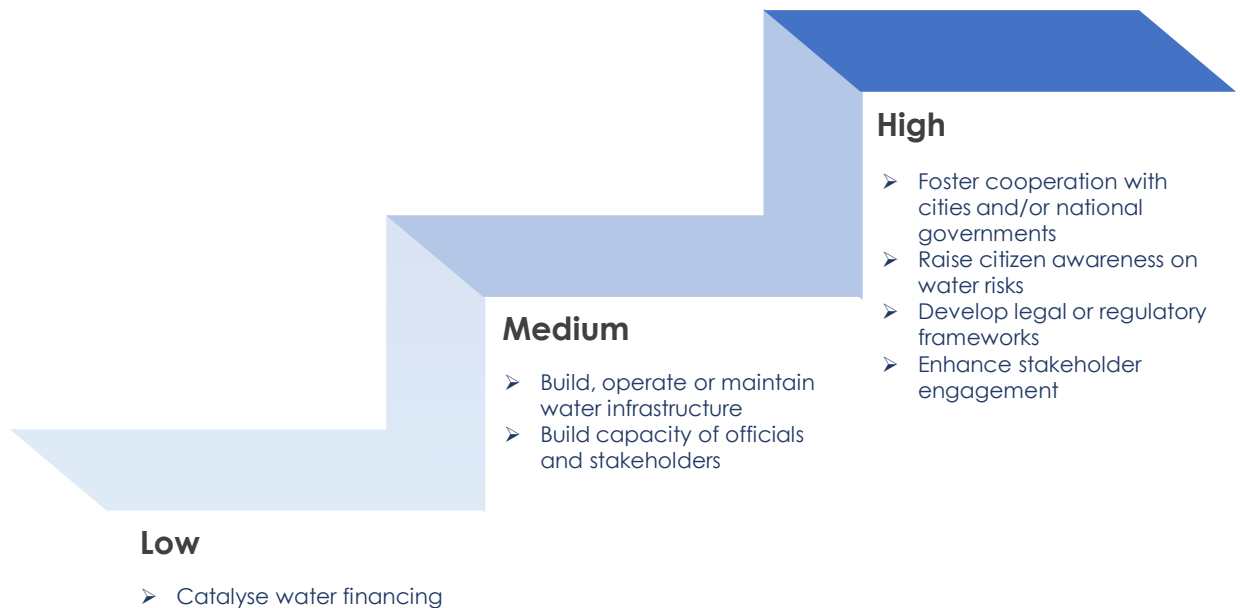 High
➢ Foster cooperation with
cities and/or national
governments
➢ Raise citizen awareness on
water risks
➢ Develop legal or regulatory
frameworks
➢ Enhance stakeholder
engagement
Medium
➢ Build, operate or maintain
water infrastructure
➢ Build capacity of officials
and stakeholders
Low
➢ Catalyse water financing